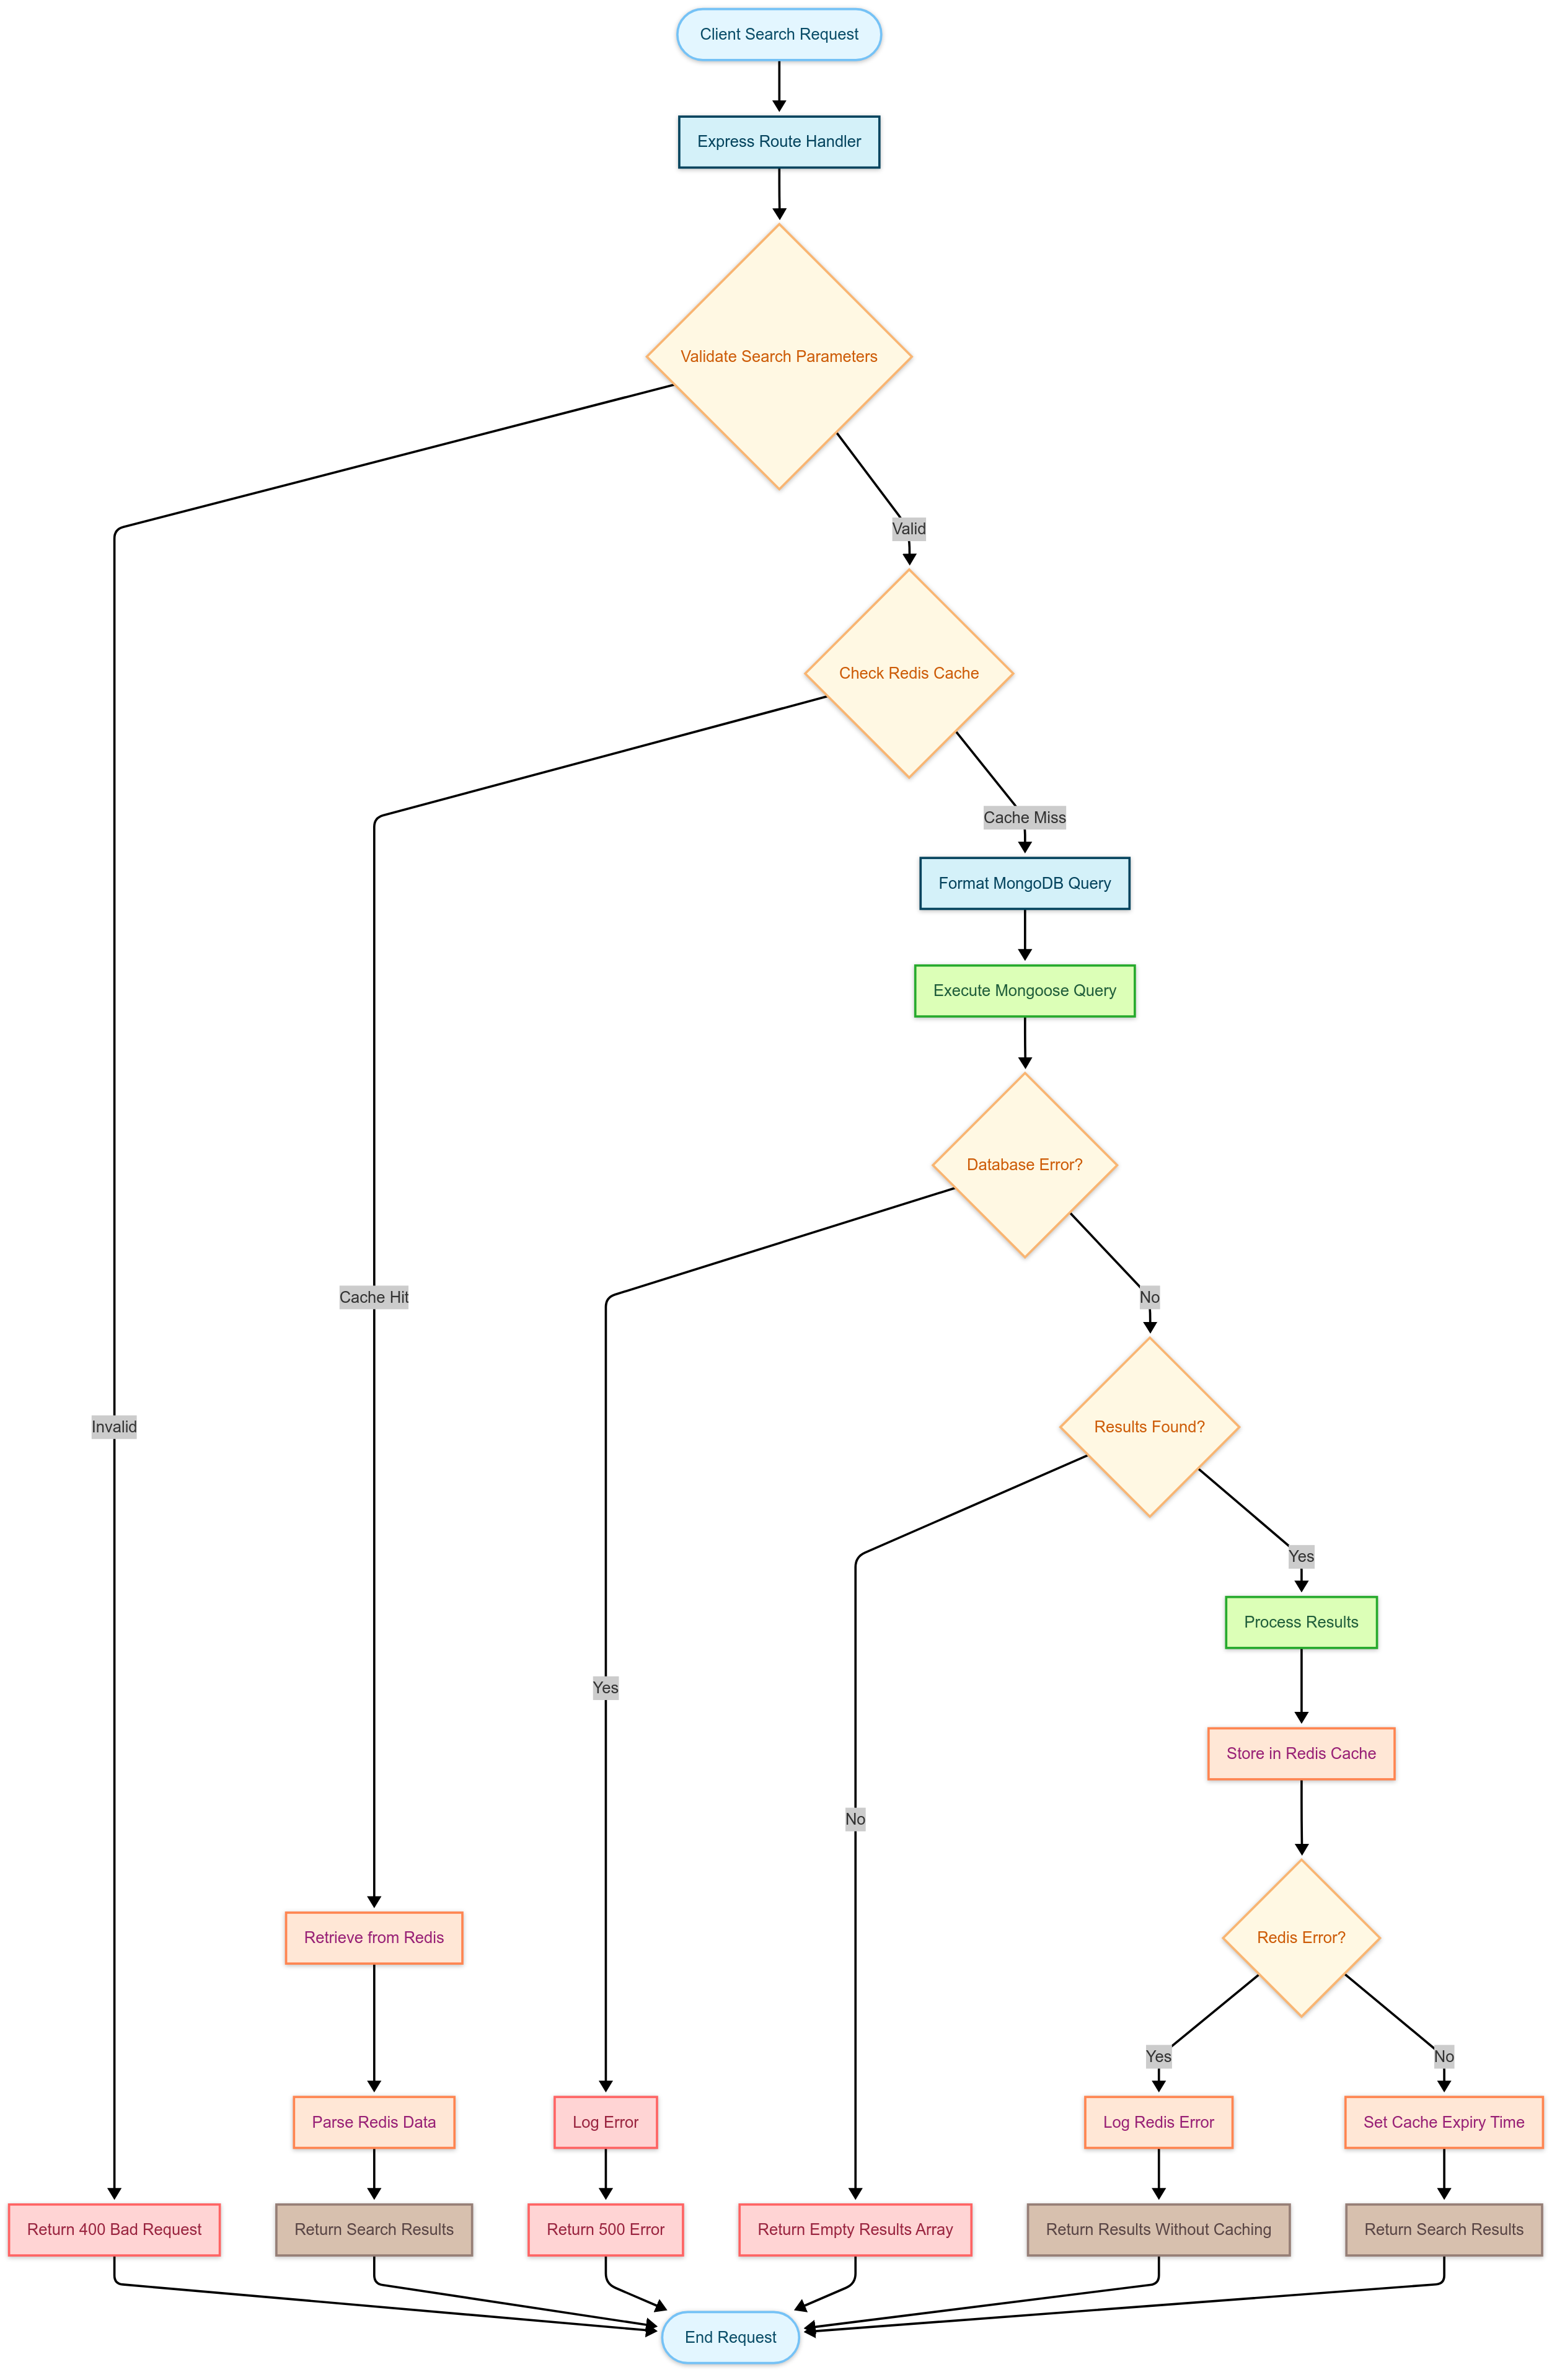 Client Search Request
Express Route Handler
Validate Search Parameters
Valid
Check Redis Cache
Cache Miss
Format MongoDB Query
Execute Mongoose Query
Database Error?
Cache Hit
No
Invalid
Results Found?
Yes
Process Results
Yes
Store in Redis Cache
No
Retrieve from Redis
Redis Error?
Yes
No
Parse Redis Data
Log Error
Log Redis Error
Set Cache Expiry Time
Return 400 Bad Request
Return Search Results
Return 500 Error
Return Empty Results Array
Return Results Without Caching
Return Search Results
End Request